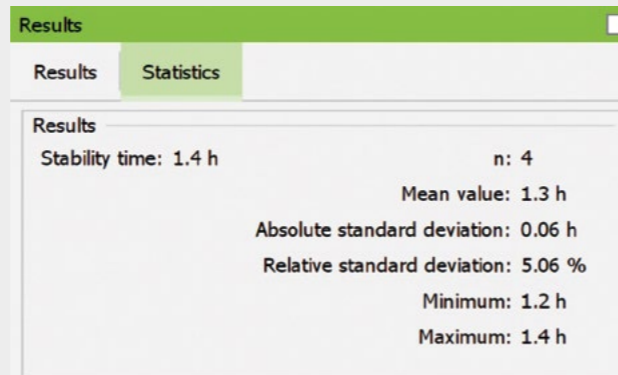 Results
Results Statistics
Results
Stability time: 1.4 h n: 4
Mean value: 1.3 h
Absolute standard deviation: 0.06 h
Relative standard deviation: 5.06 %
Minimum: 1.2 h
Maximum: 1.4 h